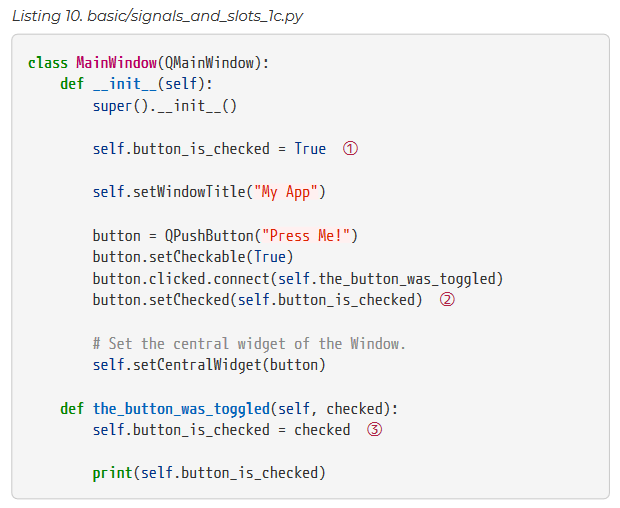 Listing 10. basic/signals_and_slots_1c.py
class MainWindow(QMainWindow):
    def __init__(self):
        super().__init__()
        self.button_is_checked = True ①
        self.setWindowTitle("My App")
        button = QPushButton("Press Me!")
        button.setCheckable(True)
        button.clicked.connect(self.the_button_was_toggled)
        button.setChecked(self.button_is_checked) ②
        # Set the central widget of the Window.
        self.setCentralWidget(button)
    def the_button_was_toggled(self, checked):
        self.button_is_checked = checked ③
        print(self.button_is_checked)